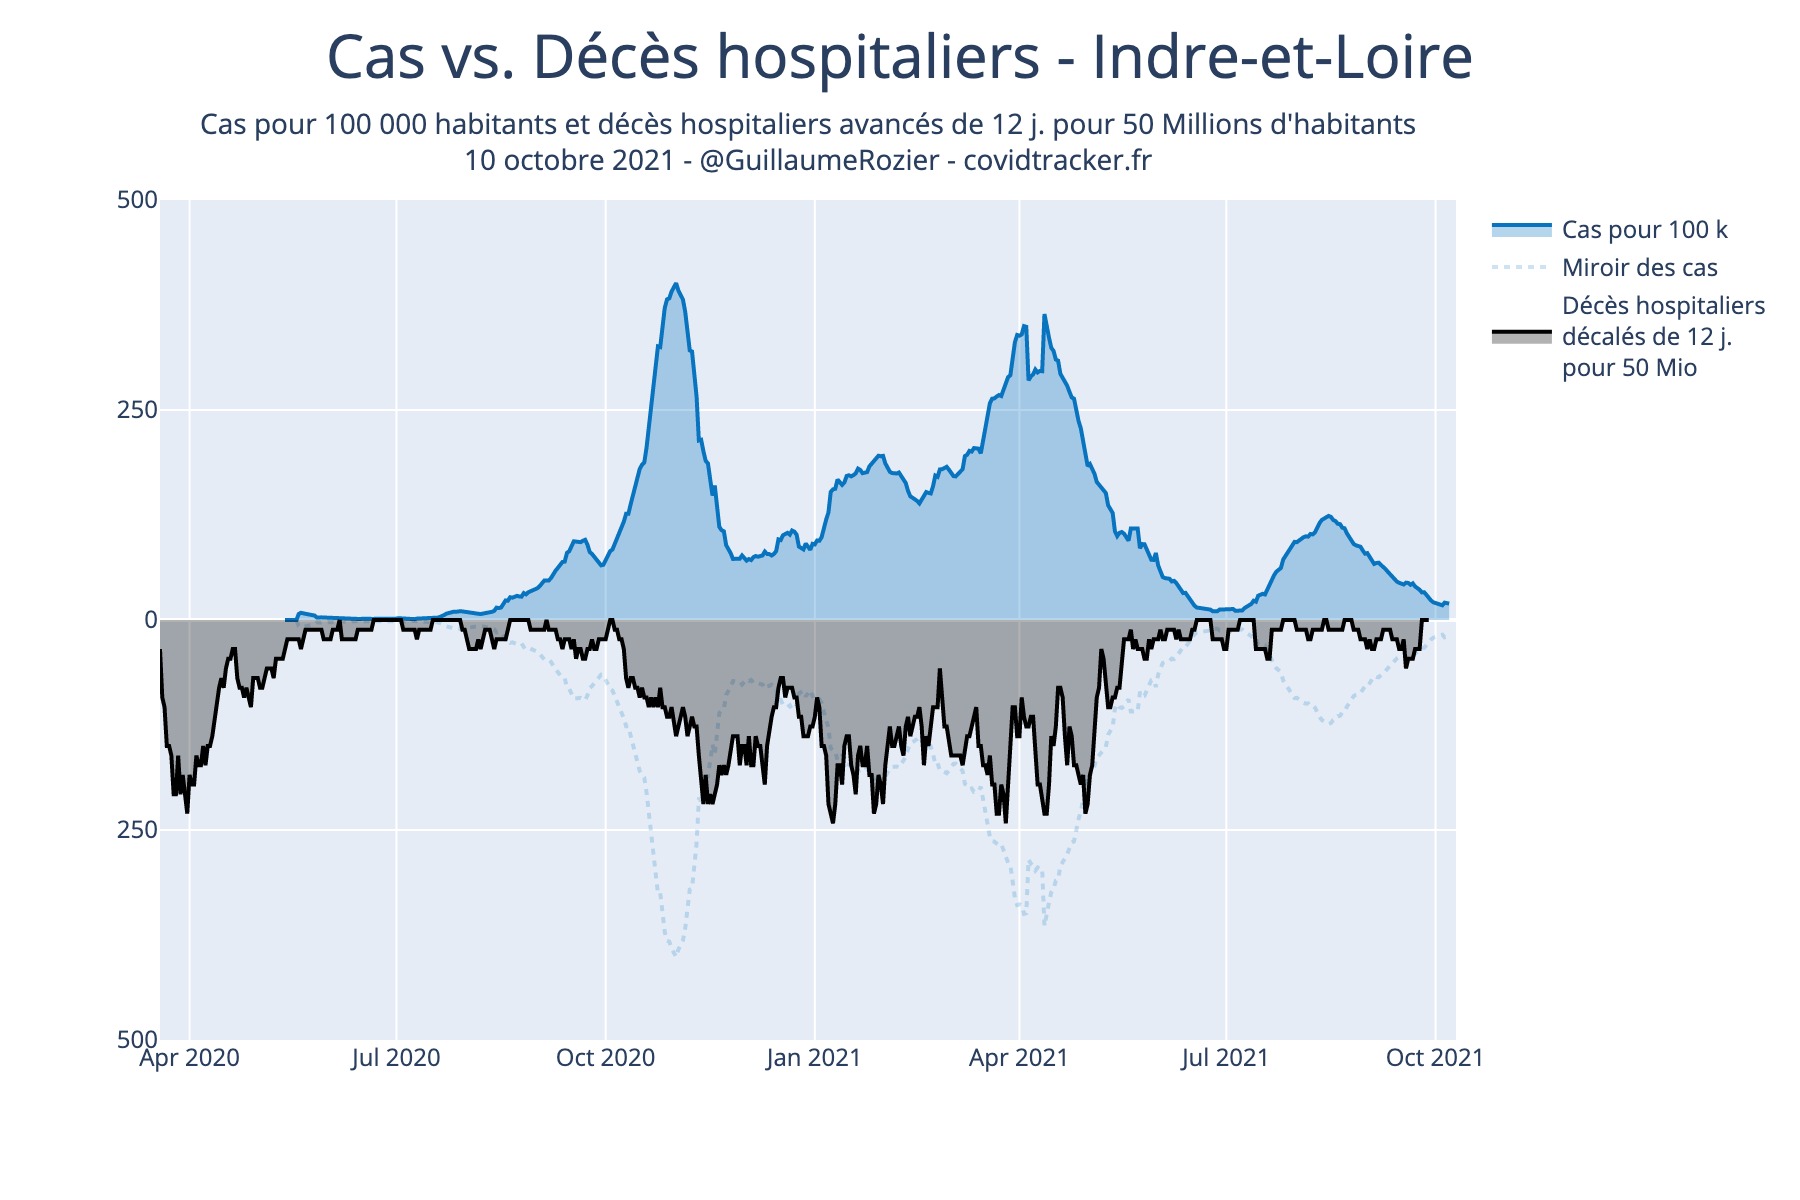 Cas vs. Décès hospitaliers - Indre-et-Loire
Cas pour 100 000 habitants et décès hospitaliers avancés de 12 j. pour 50 Millions d'habitants
10 octobre 2021 - @GuillaumeRozier - covidtracker.fr
500
250
0
250
500
Apr 2020
Jul 2020
Oct 2020
Jan 2021
Apr 2021
Jul 2021
Oct 2021
Cas pour 100 k
Miroir des cas
Décès hospitaliers
décalés de 12 j.
pour 50 Mio